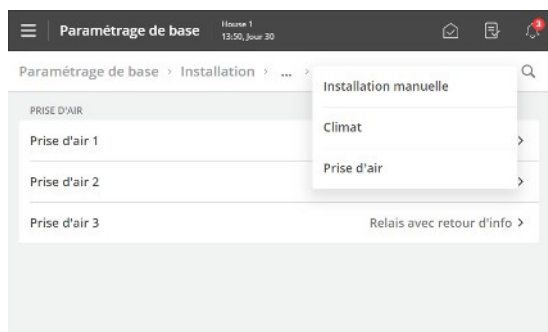 Paramétrage de base
House 1
13:50, Jour 30
3
Paramétrage de base > Installation > ... >
Installation manuelle
Climat
Prise d'air
PRISE D'AIR
Prise d'air 1 >
Prise d'air 2 >
Prise d'air 3 Relais avec retour d'info >